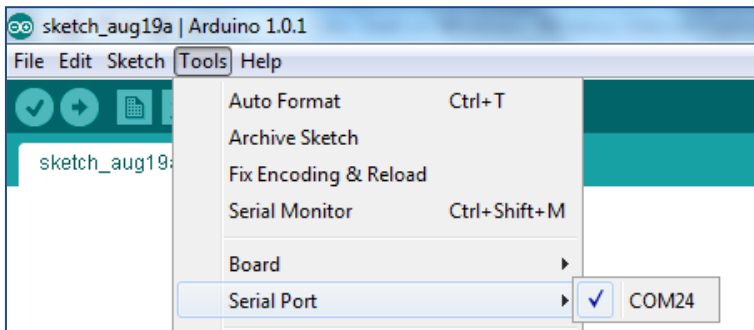 sketch_aug19a | Arduino 1.0.1
File Edit Sketch Tools Help
Auto Format Ctrl+T
Archive Sketch
sketch_aug19a
Fix Encoding & Reload
Serial Monitor Ctrl+Shift+M
Board
Serial Port COM24